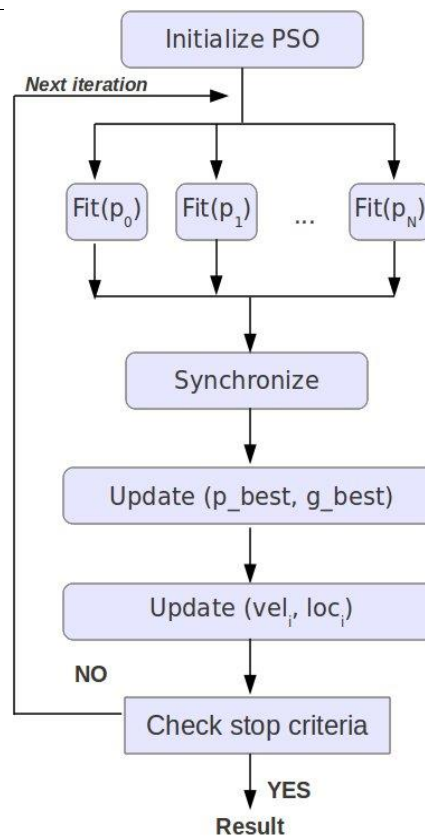 Initialize PSO
Next iteration
Fit(p₀) Fit(p₁) ... Fit(p_N)
Synchronize
Update (p_best, g_best)
Update (velᵢ, locᵢ)
NO
Check stop criteria
YES
Result